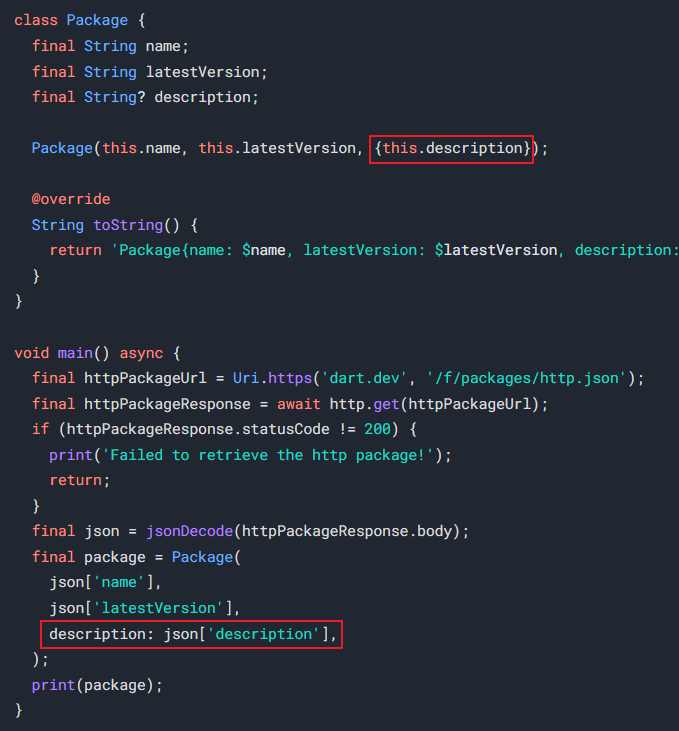 class Package {
  final String name;
  final String latestVersion;
  final String? description;

  Package(this.name, this.latestVersion, {this.description});

  @override
  String toString() {
    return 'Package{name: $name, latestVersion: $latestVersion, description:
  }
}

void main() async {
  final httpPackageUrl = Uri.https('dart.dev', '/f/packages/http.json');
  final httpPackageResponse = await http.get(httpPackageUrl);
  if (httpPackageResponse.statusCode != 200) {
    print('Failed to retrieve the http package!');
    return;
  }
  final json = jsonDecode(httpPackageResponse.body);
  final package = Package(
    json['name'],
    json['latestVersion'],
    description: json['description'],
  );
  print(package);
}